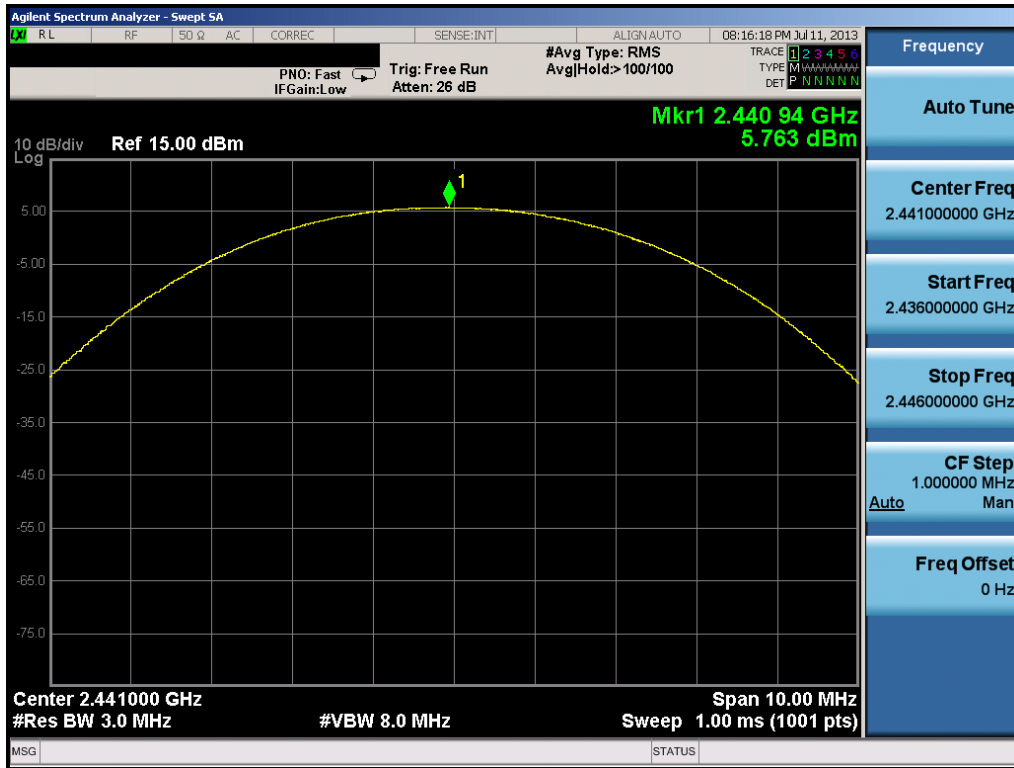 Agilent Spectrum Analyzer - Swept SA
LXI RL RF 50 Ω AC CORREC SENSE:INT ALIGNAUTO 08:16:18 PM Jul 11, 2013
PNO: Fast
IFGain:Low
Trig: Free Run
Atten: 26 dB
#Avg Type: RMS
Avg|Hold:>100/100
TRACE 1 2 3 4 5 6
TYPE M W W W W W
DET P N N N N N
Mkr1 2.440 94 GHz
5.763 dBm
10 dB/div Ref 15.00 dBm
Log
1
5.00
-5.00
-15.0
-25.0
-35.0
-45.0
-55.0
-65.0
-75.0
Center 2.441000 GHz Span 10.00 MHz
#Res BW 3.0 MHz #VBW 8.0 MHz Sweep 1.00 ms (1001 pts)
MSG STATUS
Frequency
Auto Tune
Center Freq
2.441000000 GHz
Start Freq
2.436000000 GHz
Stop Freq
2.446000000 GHz
CF Step
1.000000 MHz
Auto Man
Freq Offset
0 Hz